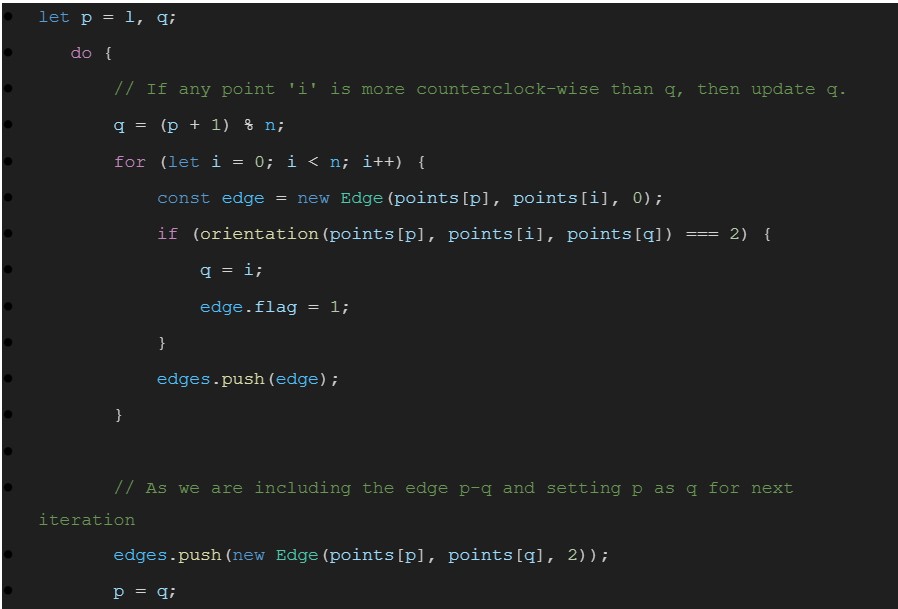 let p = l, q;
do {
// If any point 'i' is more counterclock-wise than q, then update q.
q = (p + 1) % n;
for (let i = 0; i < n; i++) {
const edge = new Edge(points[p], points[i], 0);
if (orientation(points[p], points[i], points[q]) === 2) {
q = i;
edge.flag = 1;
}
edges.push(edge);
}
// As we are including the edge p-q and setting p as q for next
iteration
edges.push(new Edge(points[p], points[q], 2));
p = q;